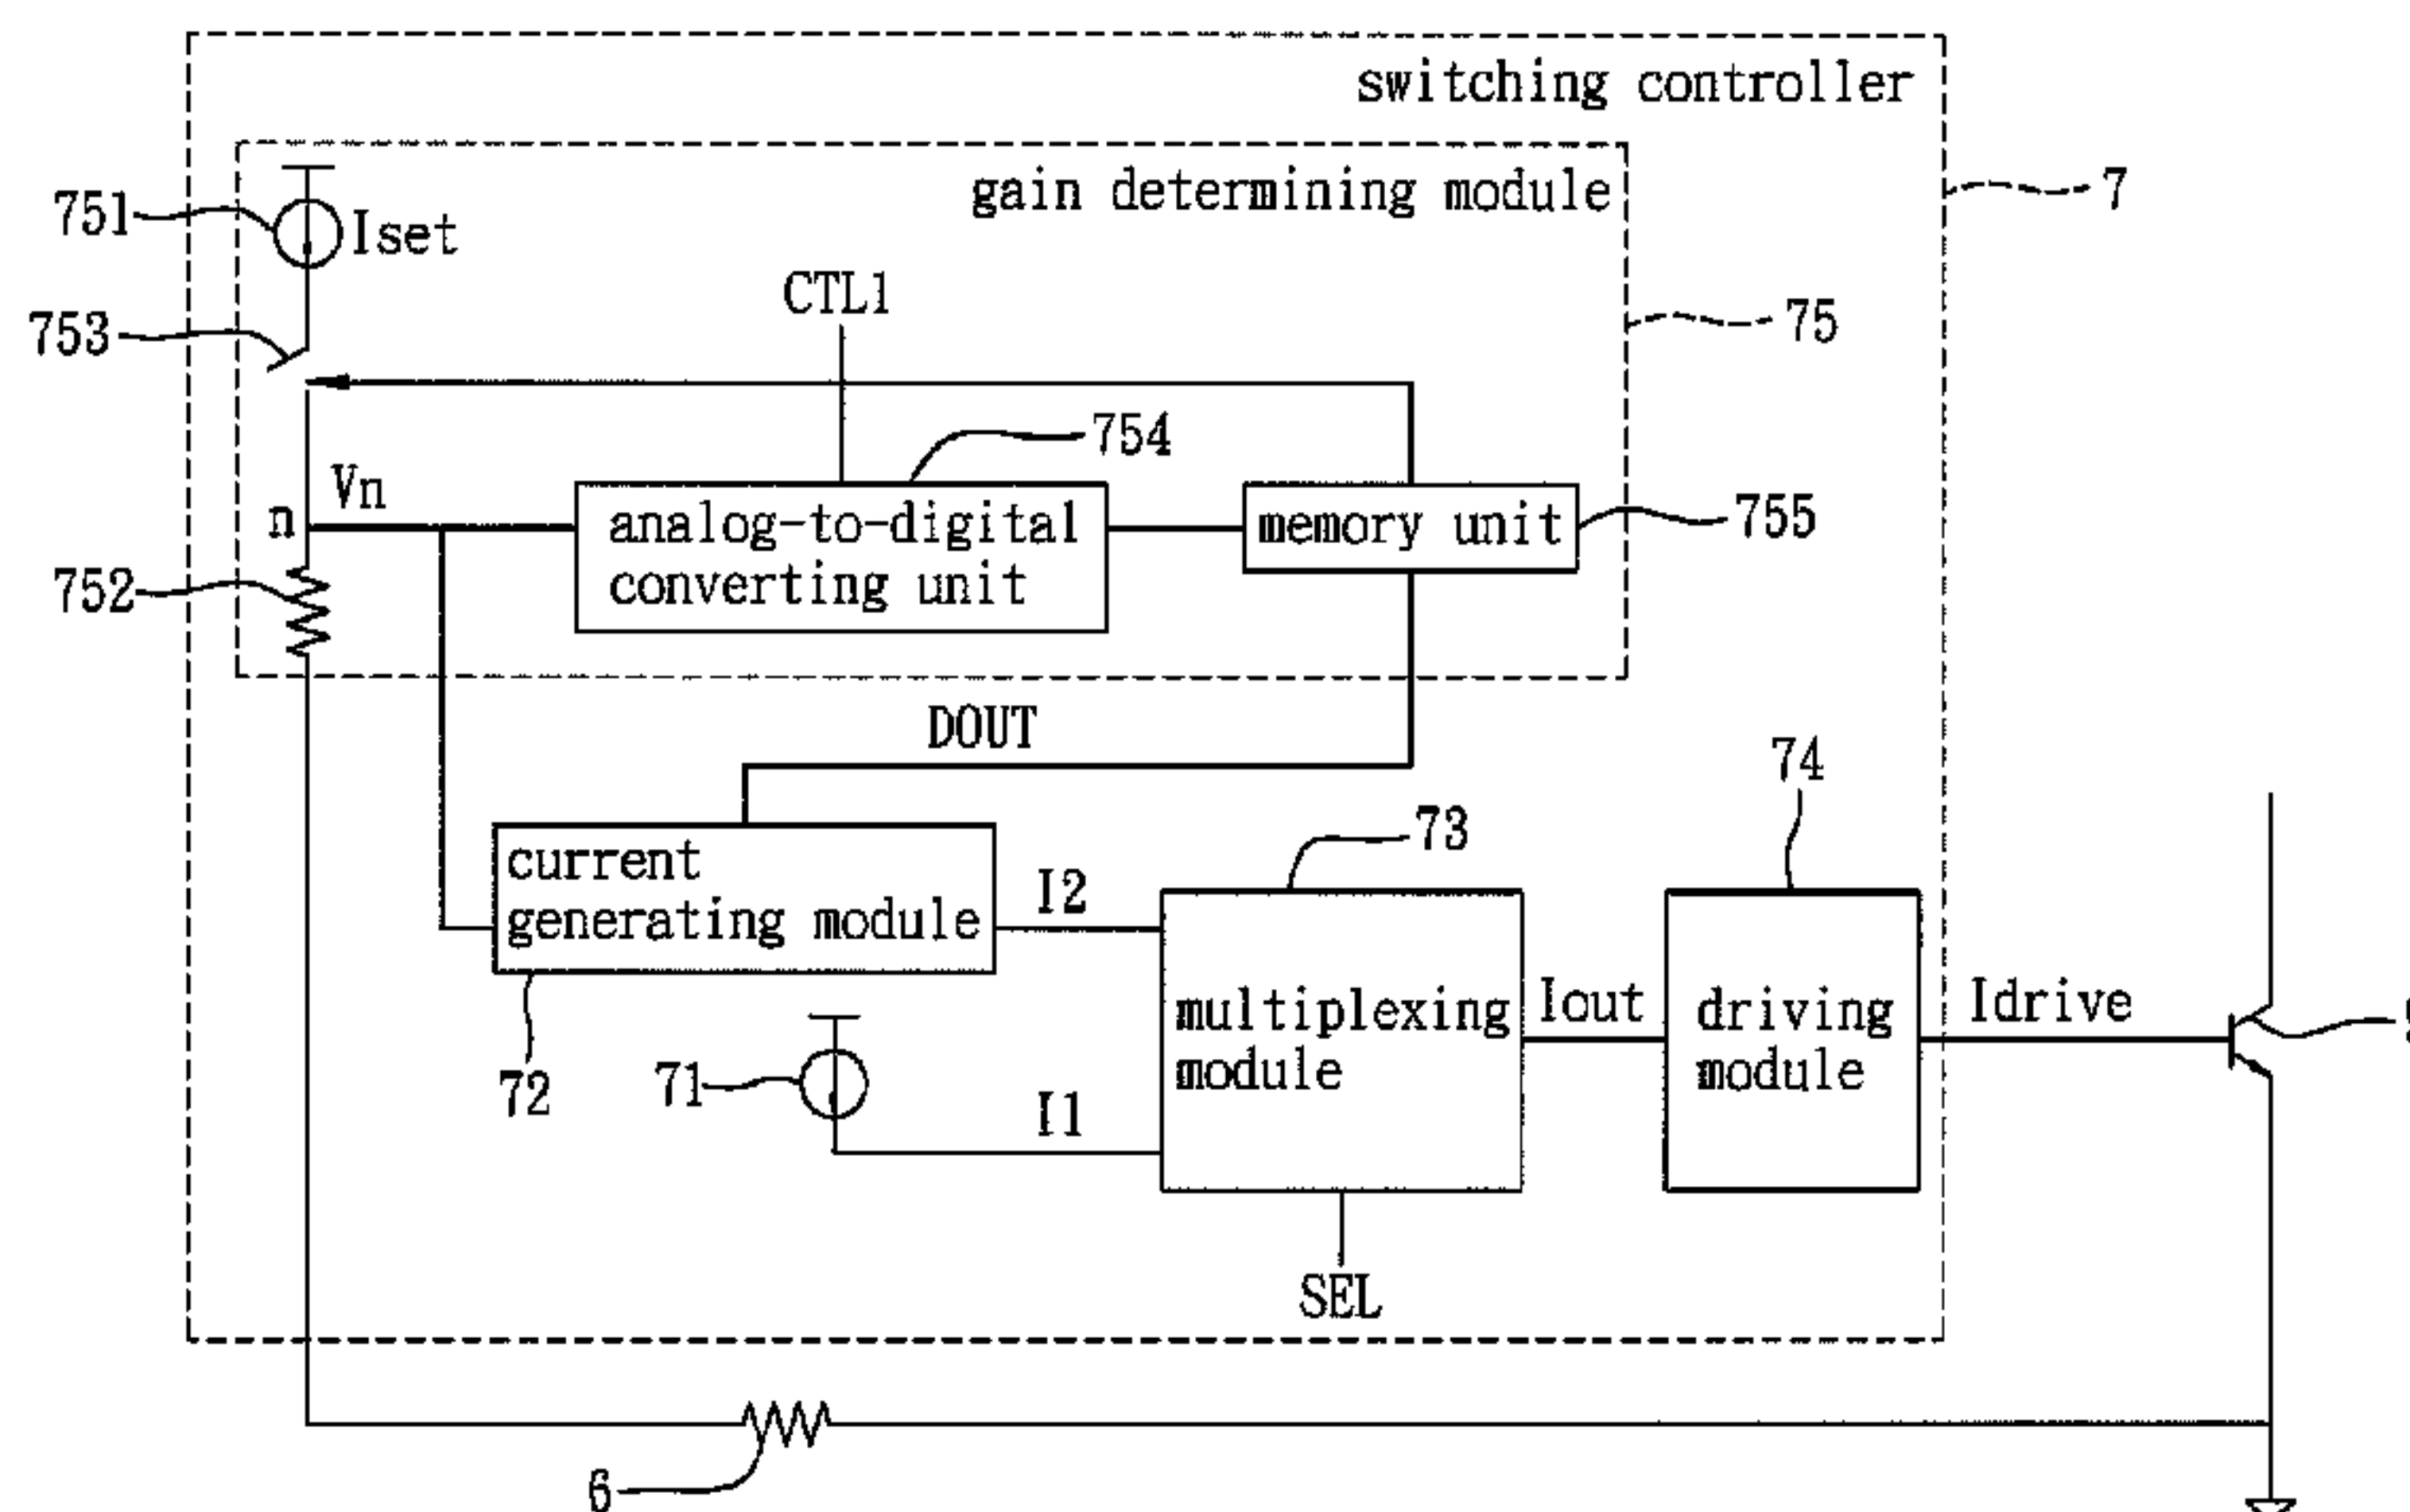 switching controller
gain determining module
751
Iset
7
753
CTL1
75
754
Vn
n
analog-to-digital
converting unit
memory unit
755
752
DOUT
74
73
current
generating module
I2
72
71
I1
multiplexing
module
Iout
driving
module
Idrive
SEL
6